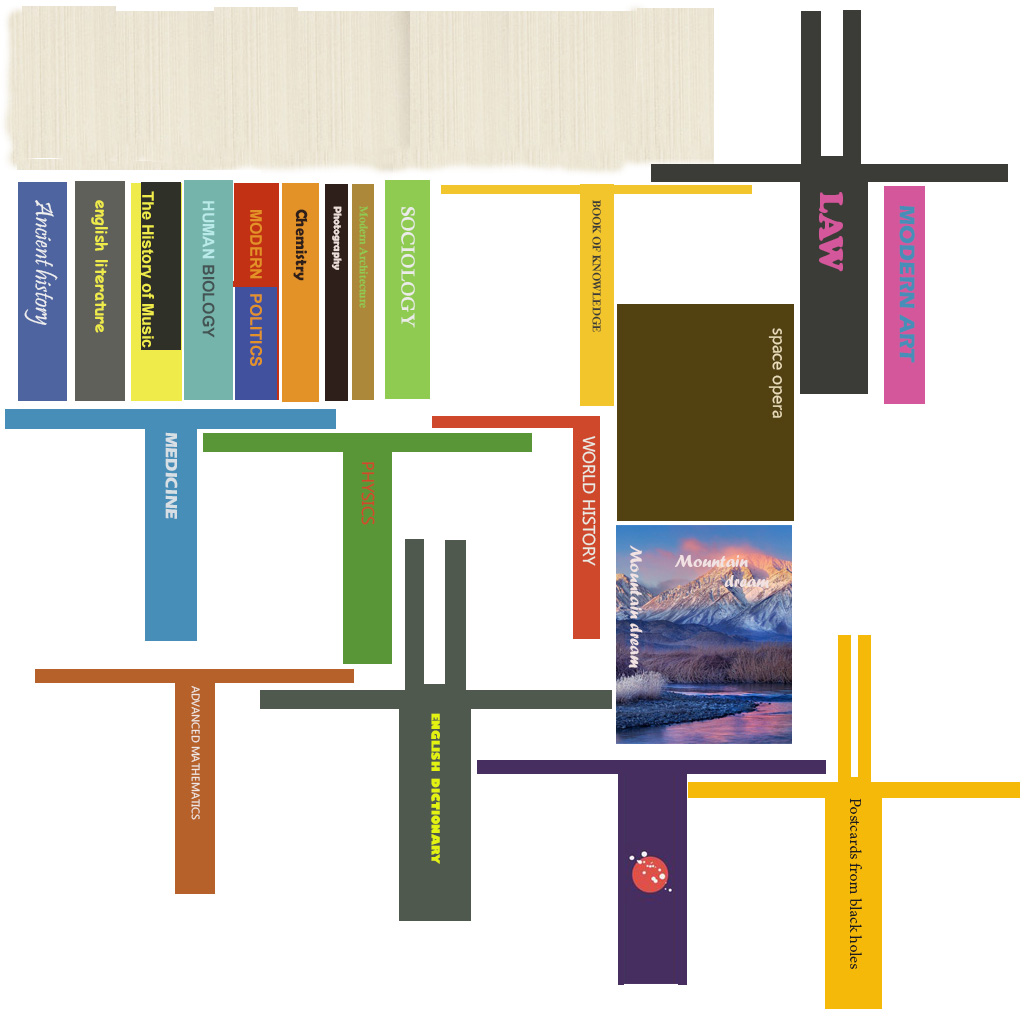 Ancient history
english literature
The History of Music
HUMAN BIOLOGY
MODERN POLITICS
Chemistry
Photography
Modern Architecture
SOCIOLOGY
BOOK OF KNOWLEDGE
LAW
MODERN ART
space opera
MEDICINE
PHYSICS
WORLD HISTORY
Mountain dream
Mountain
dream
ADVANCED MATHEMATICS
ENGLISH DICTIONARY
Postcards from black holes